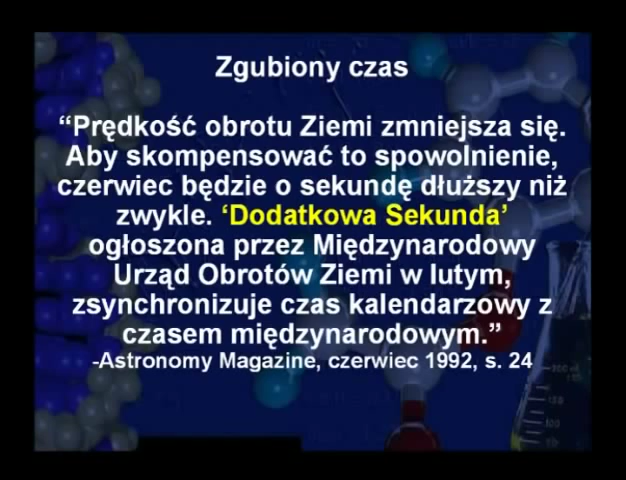 Zgubiony czas
“Prędkość obrotu Ziemi zmniejsza się.
Aby skompensować to spowolnienie,
czerwiec będzie o sekundę dłuższy niż
zwykle. ‘Dodatkowa Sekunda’
ogłoszona przez Międzynarodowy
Urząd Obrotów Ziemi w lutym,
zsynchronizuje czas kalendarzowy z
czasem międzynarodowym.”
-Astronomy Magazine, czerwiec 1992, s. 24